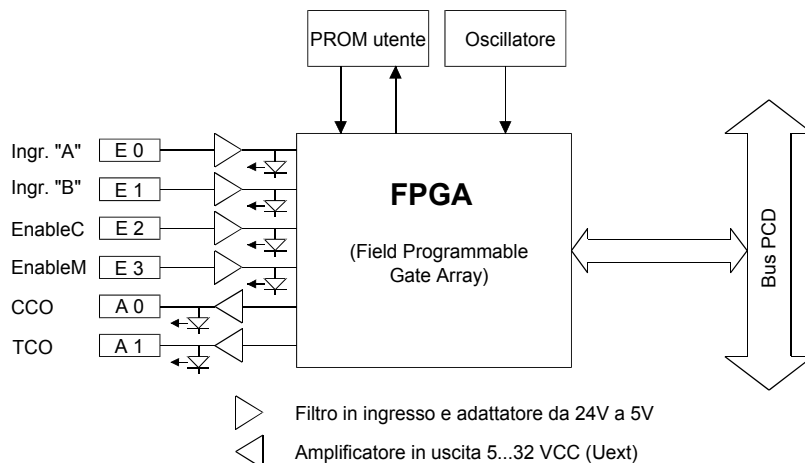 PROM utente
Oscillatore
Ingr. "A" E 0
Ingr. "B" E 1
EnableC E 2
EnableM E 3
CCO A 0
TCO A 1
FPGA
(Field Programmable
Gate Array)
Bus PCD
Filtro in ingresso e adattatore da 24V a 5V
Amplificatore in uscita 5...32 VCC (Uext)